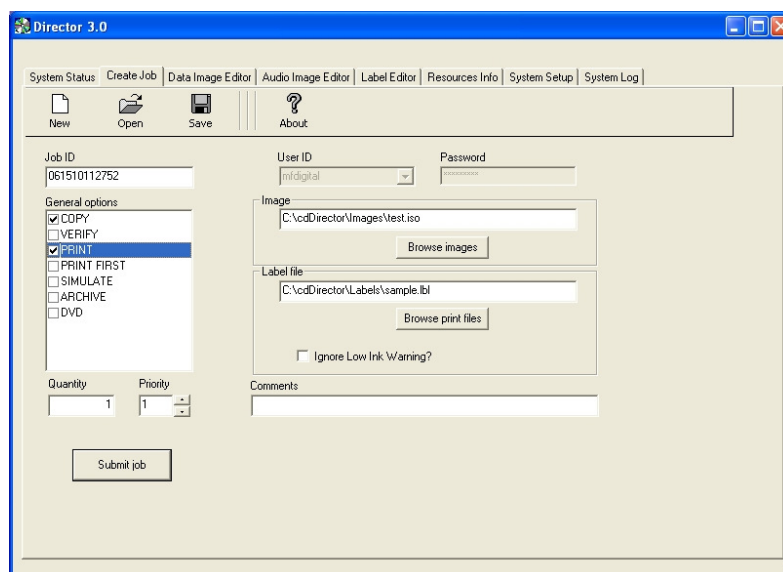 Director 3.0
System Status Create Job Data Image Editor Audio Image Editor Label Editor Resources Info System Setup System Log
New Open Save About
Job ID User ID Password
061510112752 mfdigital xxxxxxxxx
General options Image
COPY C:\cdDirector\Images\test.iso
VERIFY
PRINT Browse images
PRINT FIRST Label file
SIMULATE C:\cdDirector\Labels\sample.lbl
ARCHIVE
DVD Browse print files
Ignore Low Ink Warning?
Quantity Priority Comments
1 1
Submit job